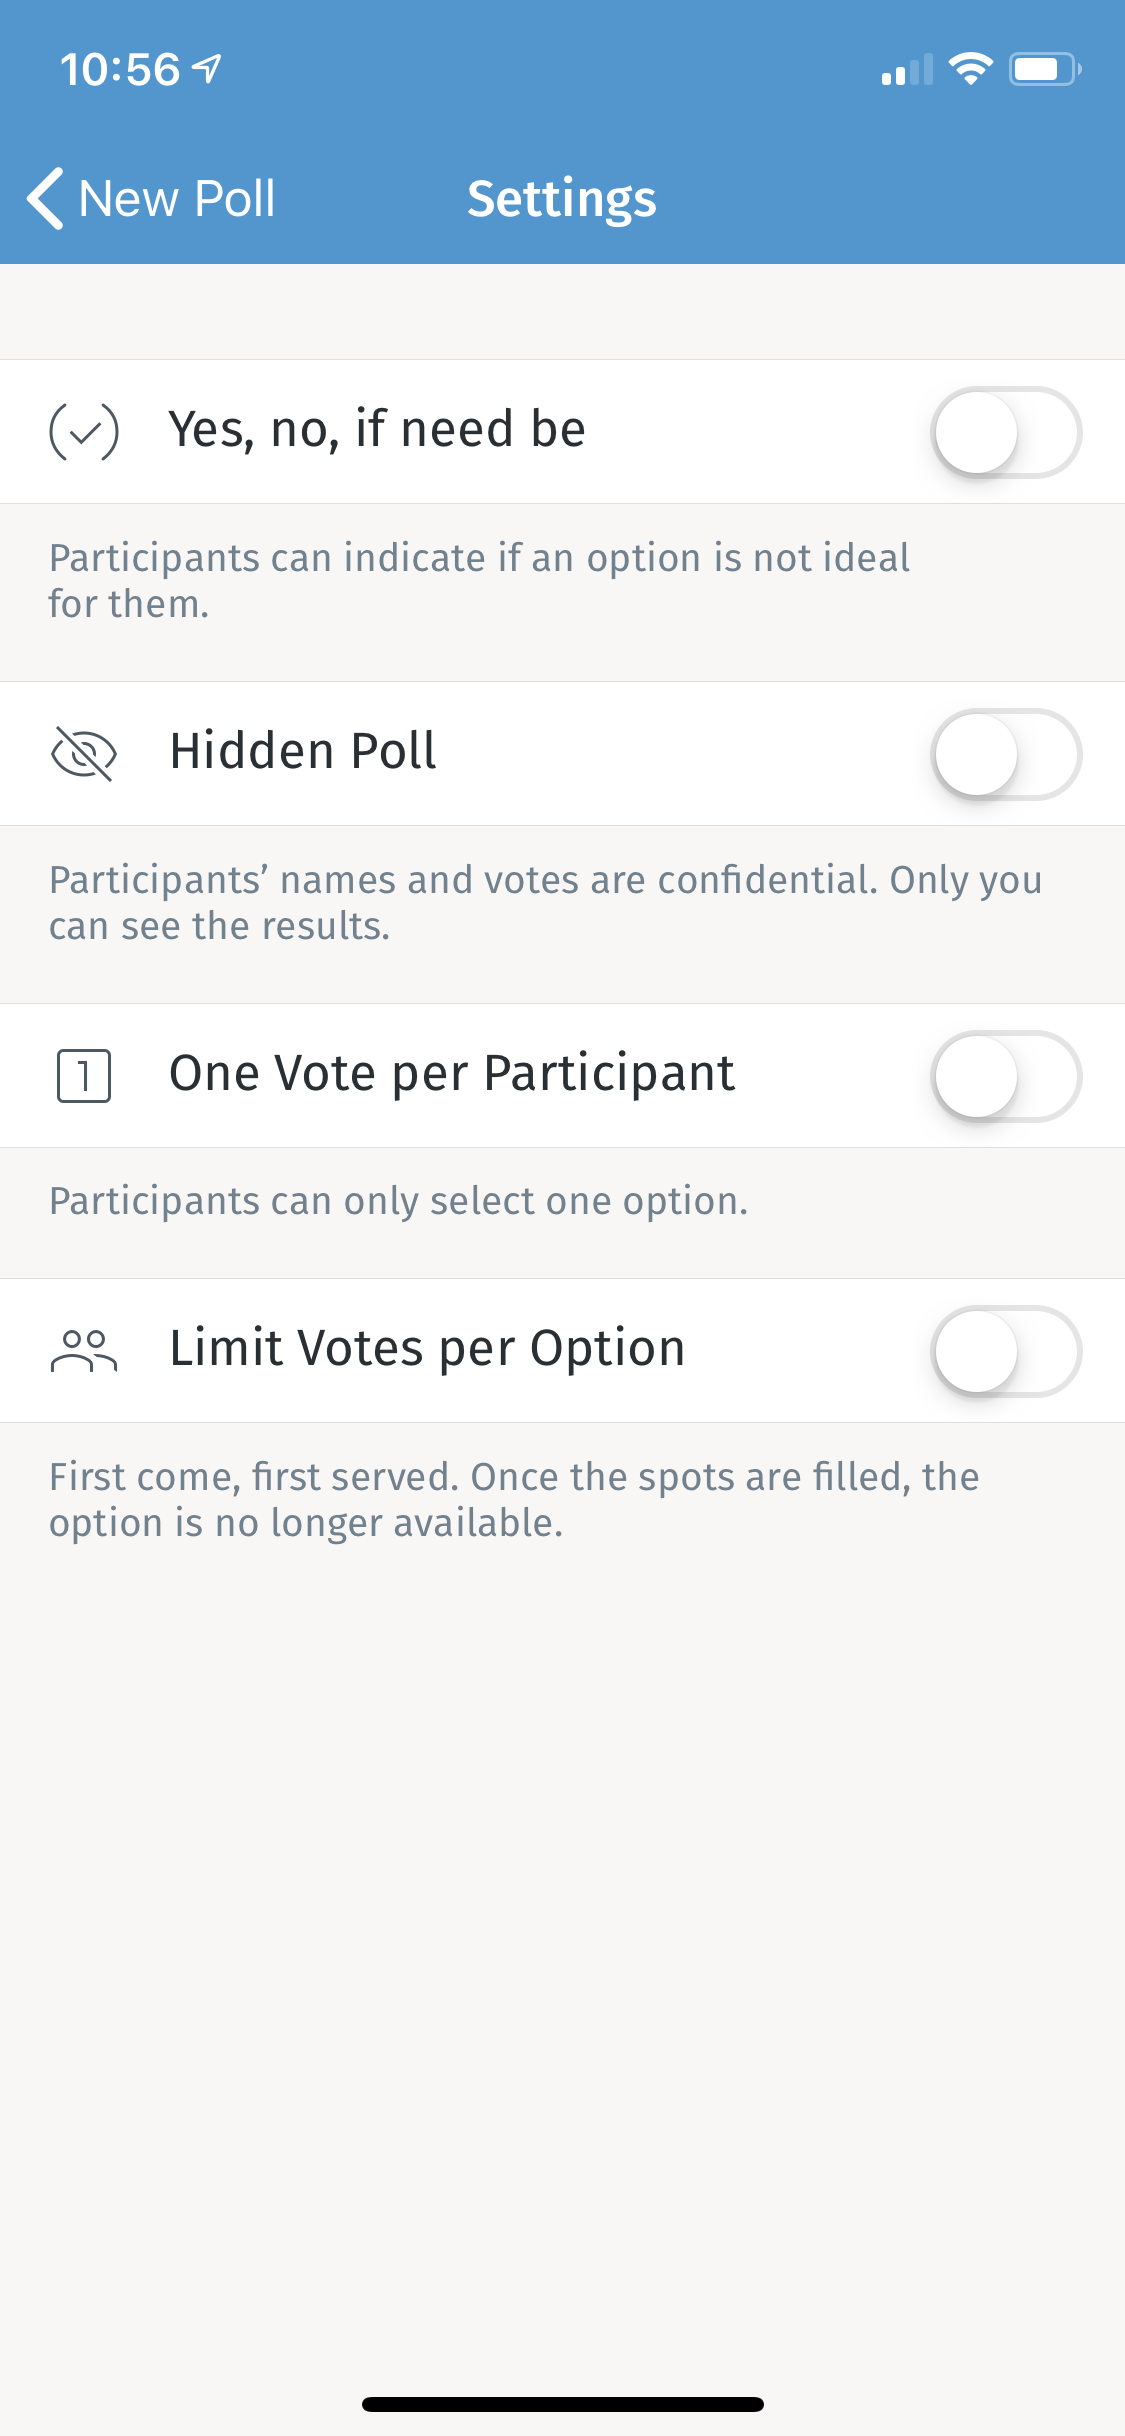 10:56
New Poll
Settings
Yes, no, if need be
Participants can indicate if an option is not ideal
for them.
Hidden Poll
Participants’ names and votes are confidential. Only you
can see the results.
1
One Vote per Participant
Participants can only select one option.
Limit Votes per Option
First come, first served. Once the spots are filled, the
option is no longer available.